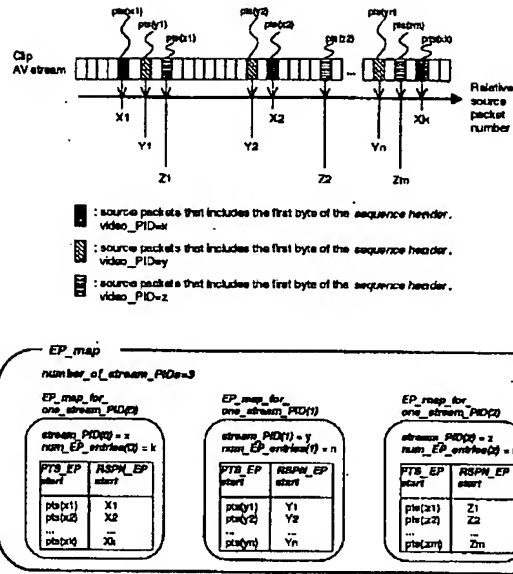 pts(x1) pts(y2) pts(yn)
pts(y1) pts(x2) pts(zm)
pts(z1) pts(z2) pts(xk)
Clip
AV stream
...
Relative
source
packet
number
X1 X2 Xk
Y1 Y2 Yn
Z1 Z2 Zm
: source packets that includes the first byte of the sequence header,
video_PID=x
: source packets that includes the first byte of the sequence header,
video_PID=y
: source packets that includes the first byte of the sequence header,
video_PID=z
EP_map
number_of_stream_PIDs=3
EP_map_for_
one_stream_PID(0)
stream_PID(0) = x
num_EP_entries(0) = k
PTS_EP RSPN_EP
start start
pts(x1) X1
pts(x2) X2
... ...
pts(xk) Xk
EP_map_for_
one_stream_PID(1)
stream_PID(1) = y
num_EP_entries(1) = n
PTS_EP RSPN_EP
start start
pts(y1) Y1
pts(y2) Y2
... ...
pts(yn) Yn
EP_map_for_
one_stream_PID(2)
stream_PID(2) = z
num_EP_entries(2) =
PTS_EP RSPN_EP
start start
pts(z1) Z1
pts(z2) Z2
... ...
pts(zm) Zm